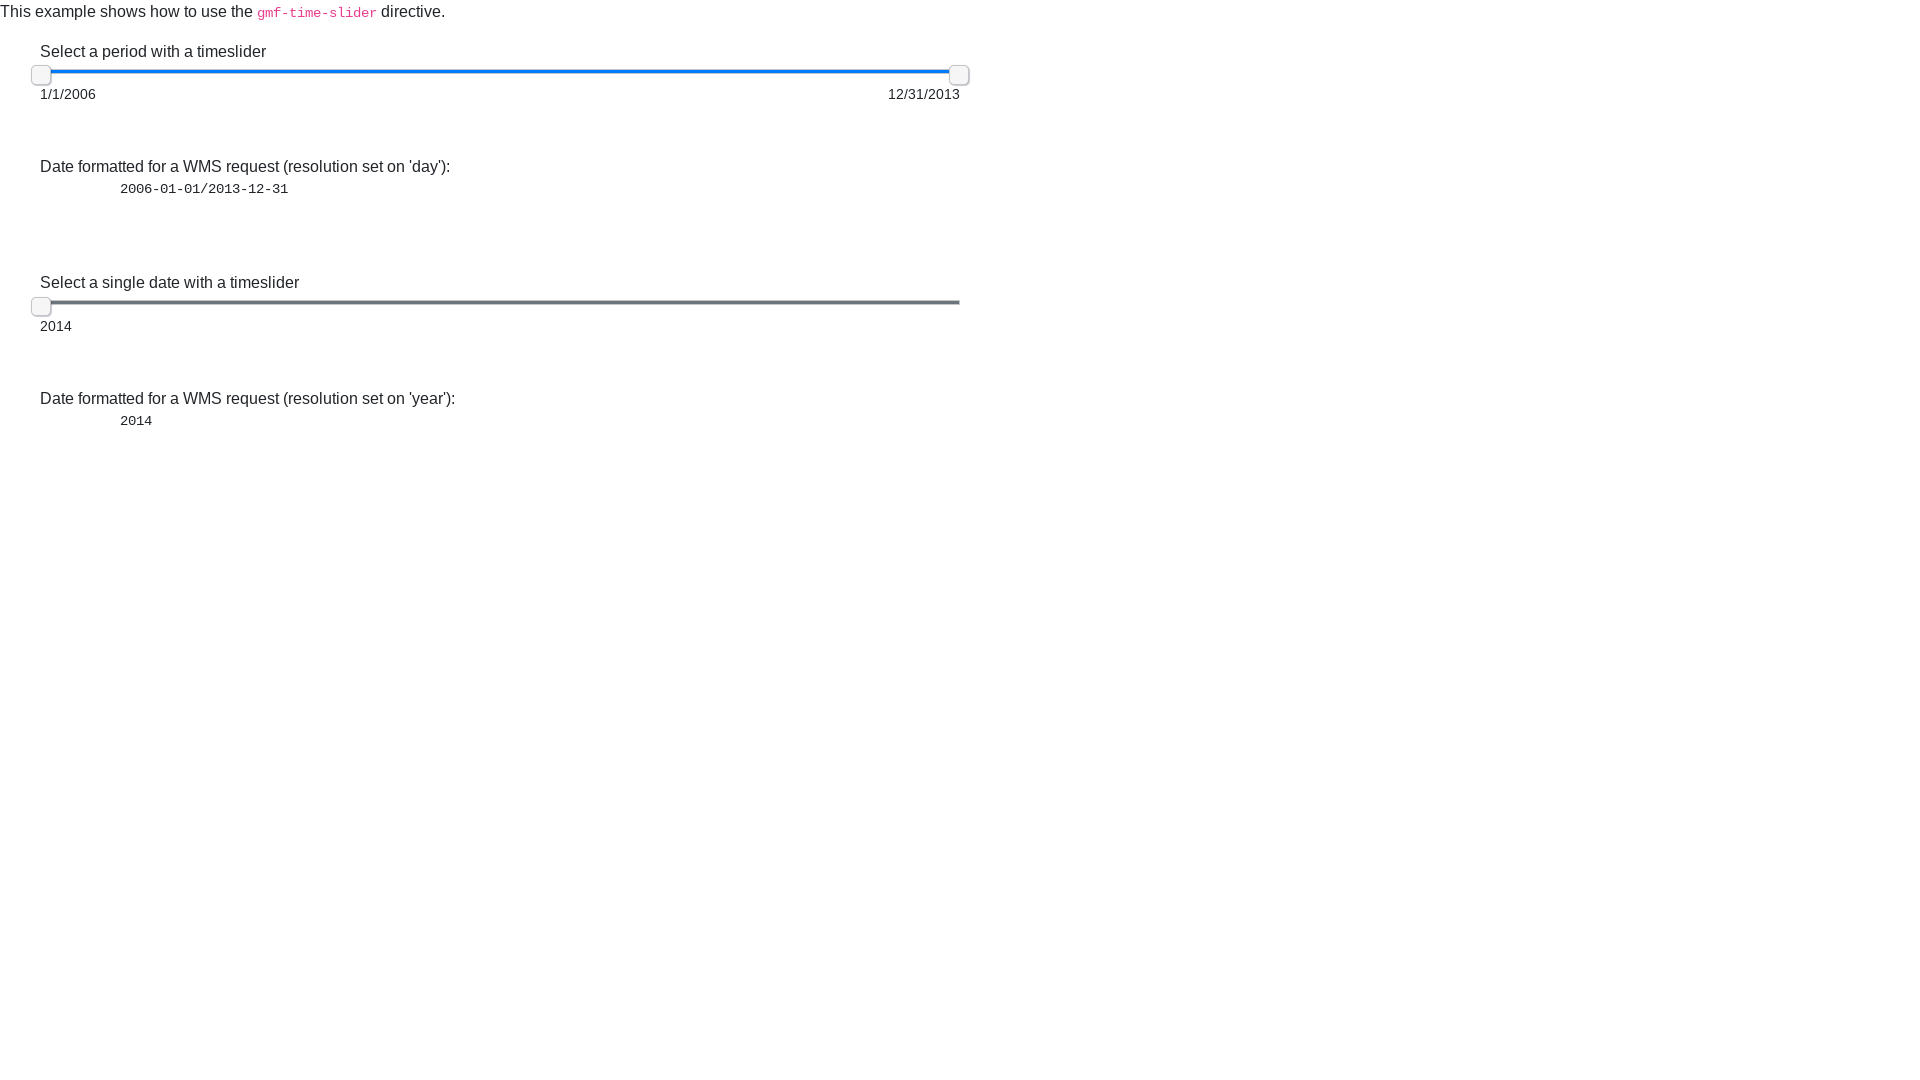 This example shows how to use the gmf-time-slider directive.
Select a period with a timeslider
1/1/2006 12/31/2013
Date formatted for a WMS request (resolution set on 'day'):
2006-01-01/2013-12-31
Select a single date with a timeslider
2014
Date formatted for a WMS request (resolution set on 'year'):
2014